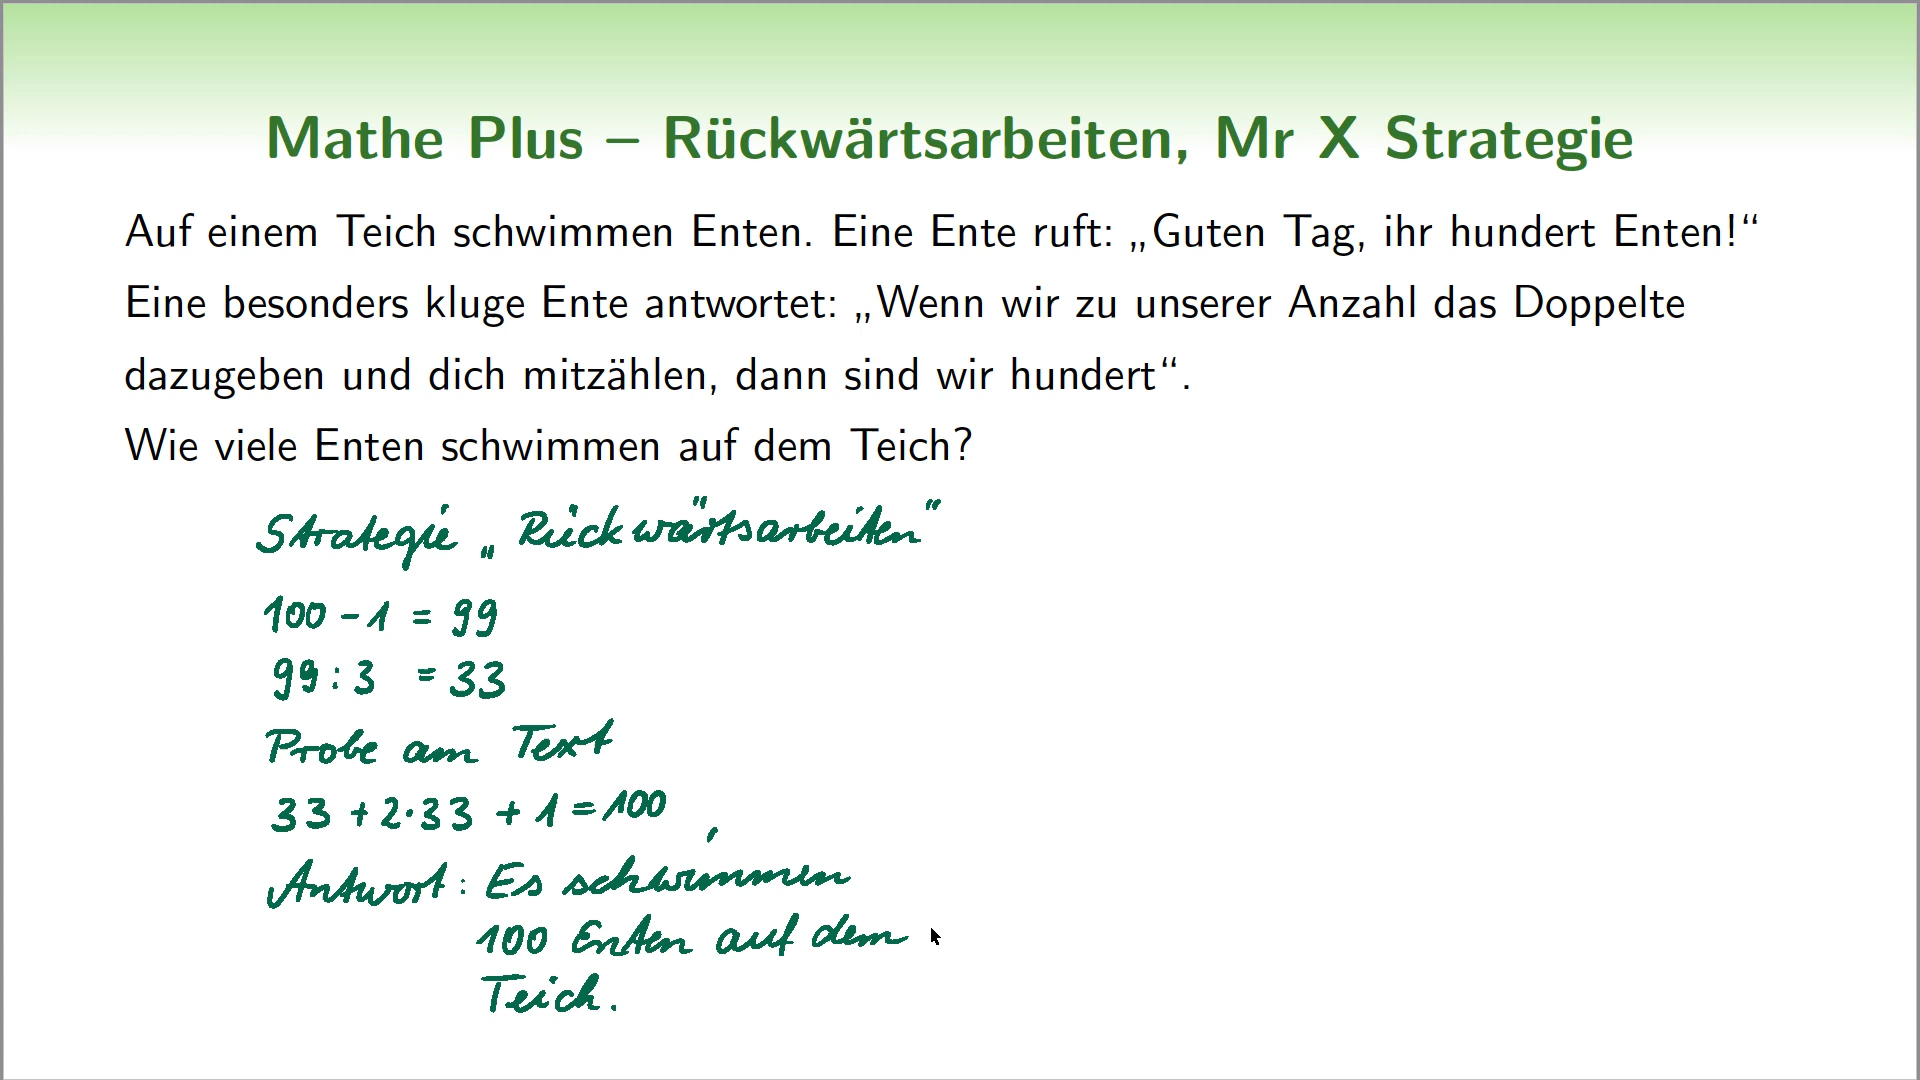 Mathe Plus – Rückwärtsarbeiten, Mr X Strategie
Auf einem Teich schwimmen Enten. Eine Ente ruft: „Guten Tag, ihr hundert Enten!“
Eine besonders kluge Ente antwortet: „Wenn wir zu unserer Anzahl das Doppelte
dazugeben und dich mitzählen, dann sind wir hundert“.
Wie viele Enten schwimmen auf dem Teich?
Strategie „Rückwärtsarbeiten“
100 - 1 = 99
99 : 3 = 33
Probe am Text
33 + 2·33 + 1 = 100
Antwort: Es schwimmen
100 Enten auf dem
Teich.